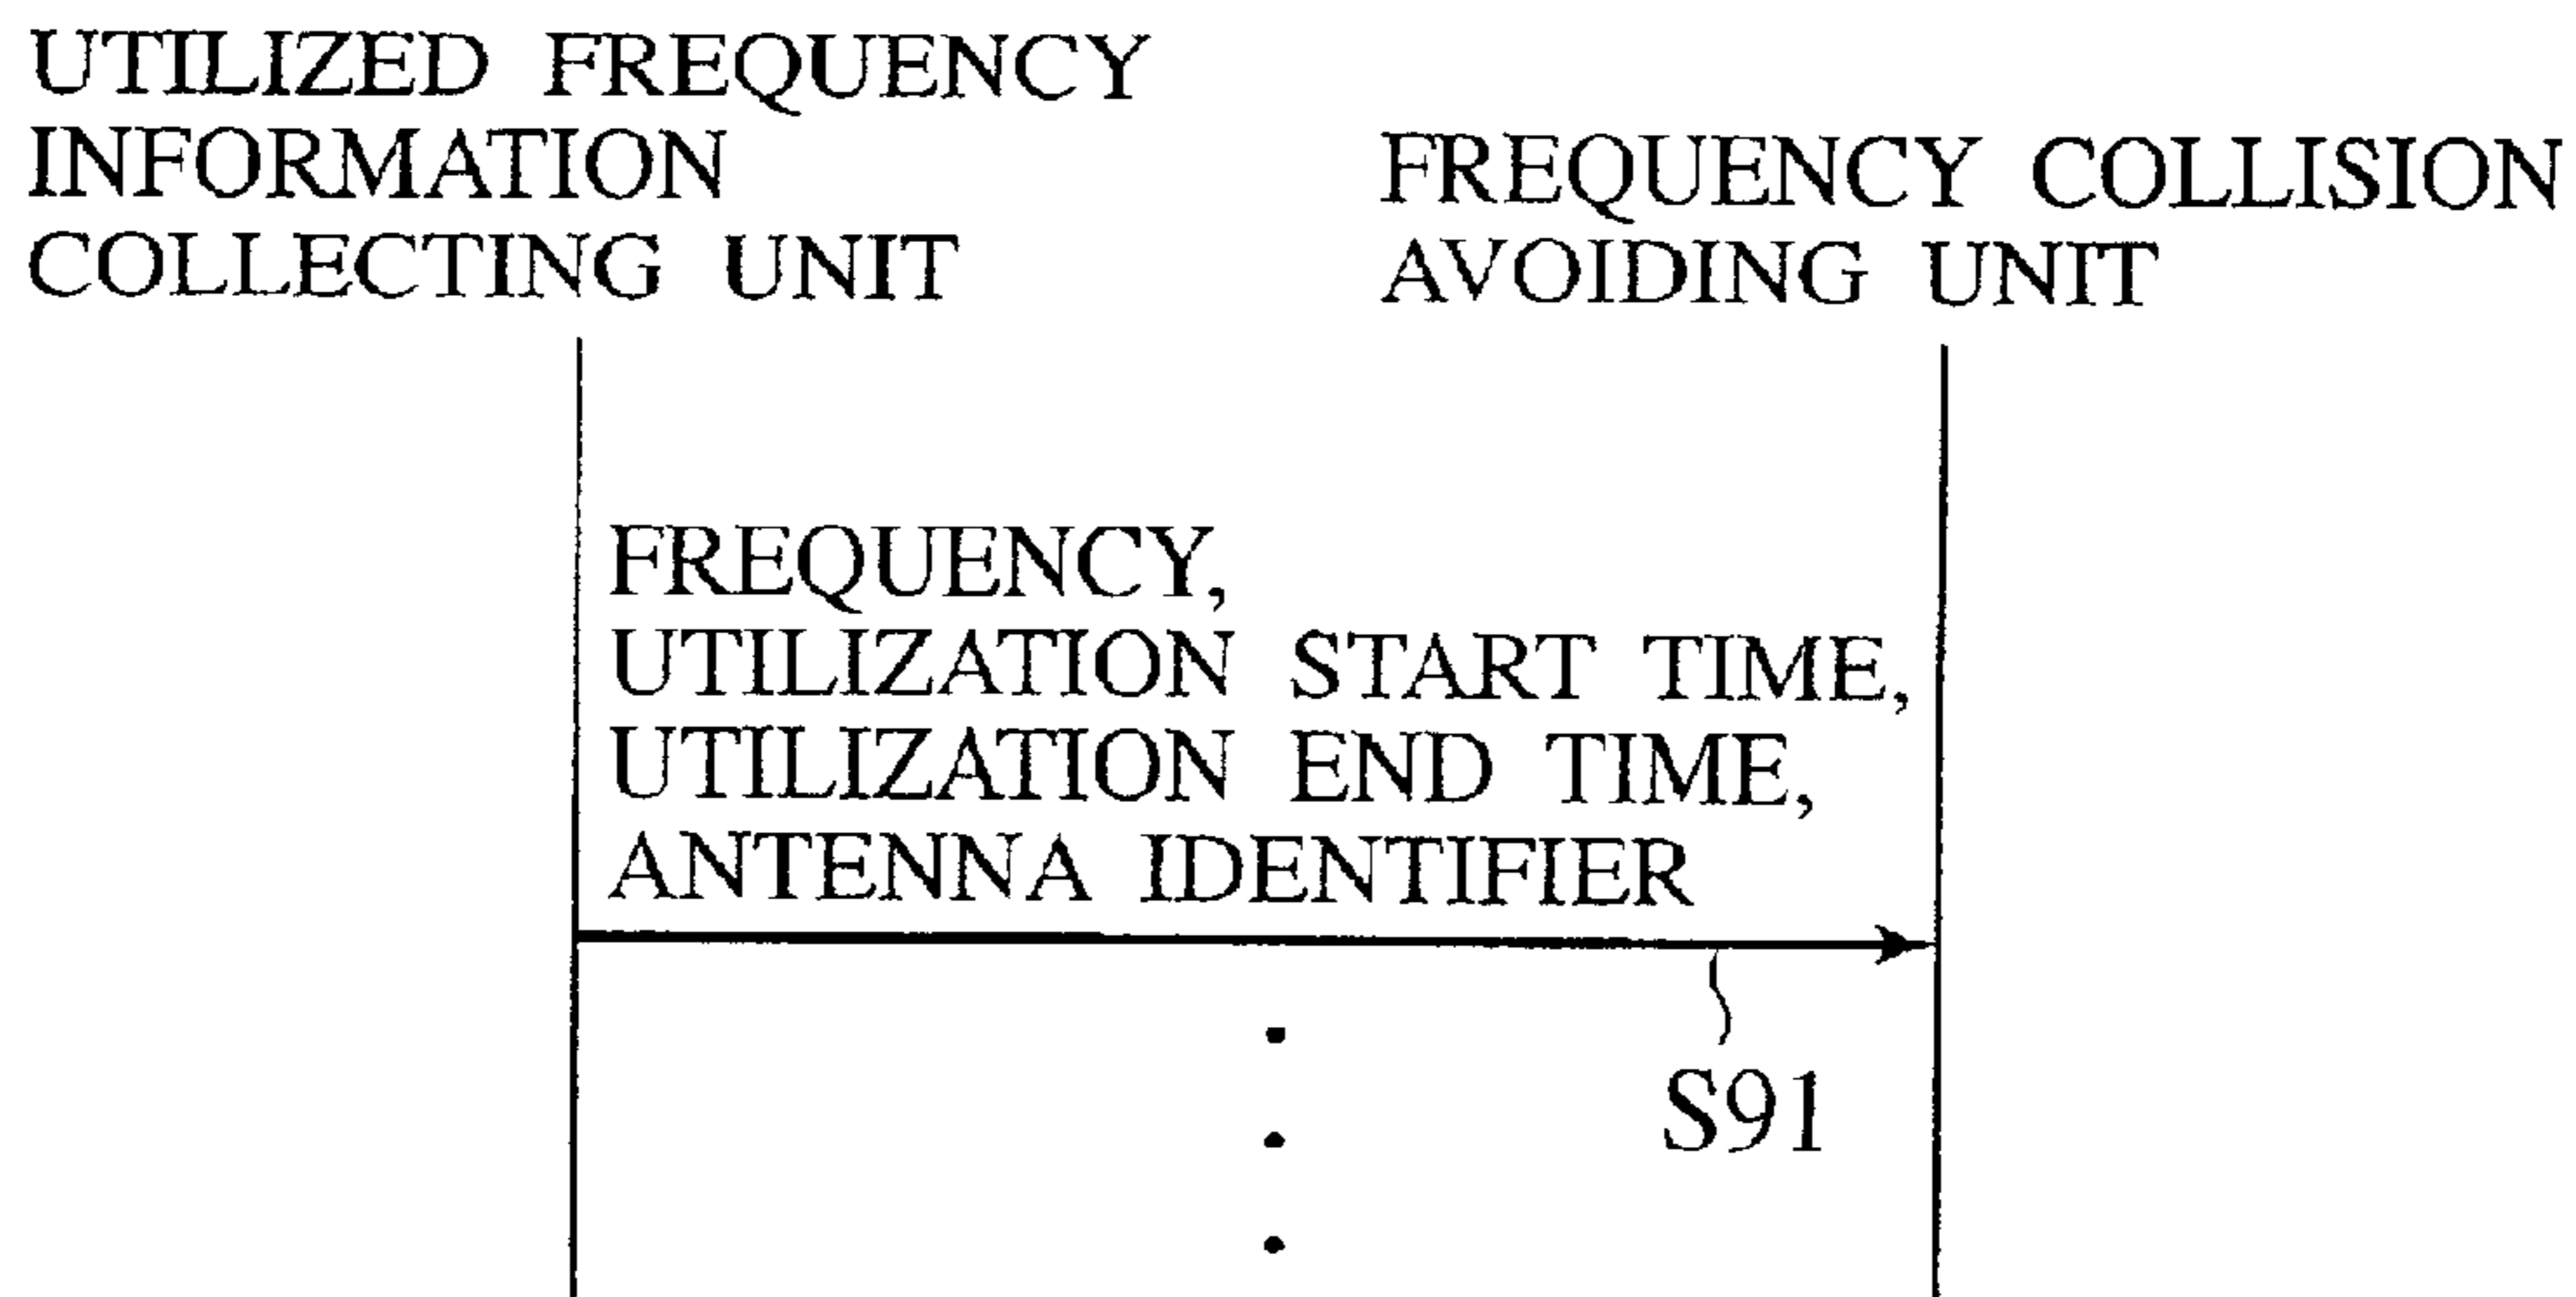 UTILIZED FREQUENCY
INFORMATION
COLLECTING UNIT
FREQUENCY COLLISION
AVOIDING UNIT
FREQUENCY,
UTILIZATION START TIME,
UTILIZATION END TIME,
ANTENNA IDENTIFIER
S91